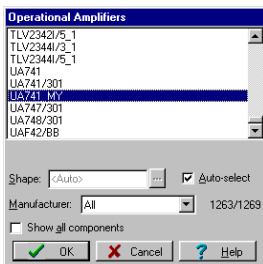 Operational Amplifiers
TLV2342I/5_1
TLV2344I/3_1
TLV2344I/5_1
UA741
UA741/301
UA741_MY
UA747/301
UA748/301
UAF42/BB
Shape: <Auto> ... Auto-select
Manufacturer: All 1263/1269
Show all components
OK Cancel ? Help